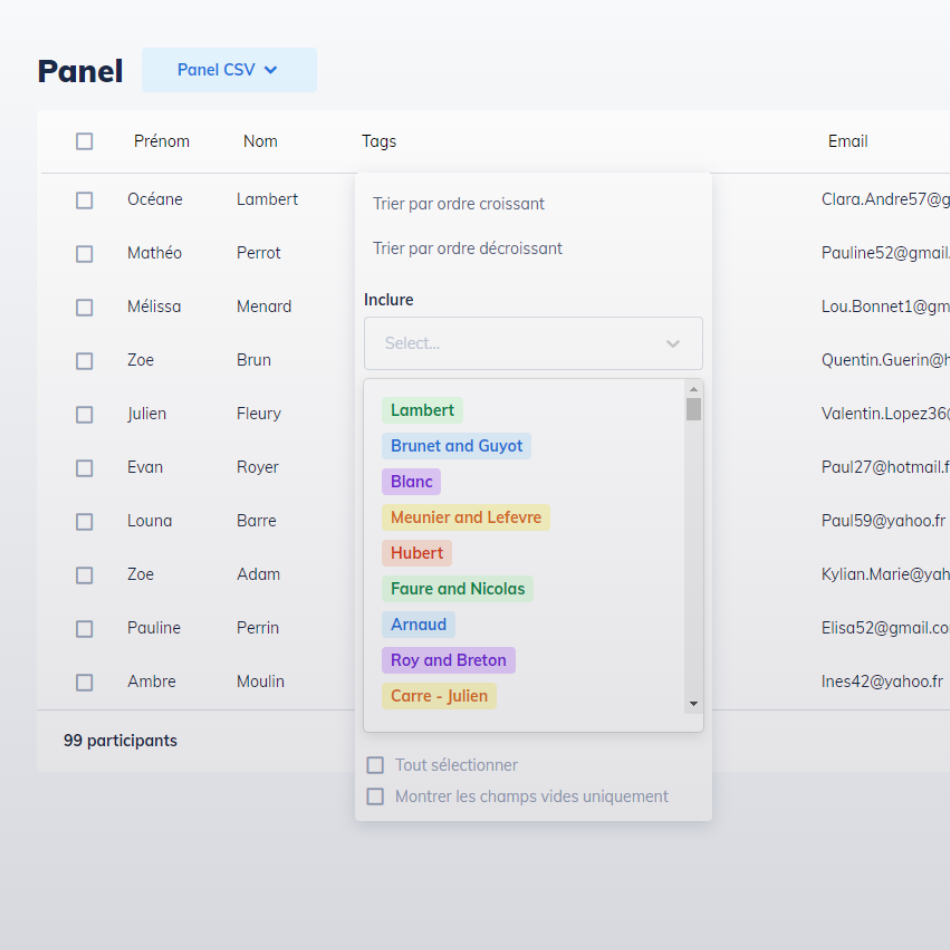 Panel
Panel CSV
Prénom Nom Tags Email
Océane Lambert Clara.Andre57@g
Trier par ordre croissant
Mathéo Perrot Pauline52@gmail.
Trier par ordre décroissant
Inclure
Mélissa Menard Lou.Bonnet1@gm
Select...
Zoe Brun Quentin.Guerin@h
Julien Fleury Valentin.Lopez36@
Lambert
Brunet and Guyot
Evan Royer Paul27@hotmail.f
Blanc
Louna Barre Paul59@yahoo.fr
Meunier and Lefevre
Hubert
Zoe Adam Kylian.Marie@yah
Faure and Nicolas
Pauline Perrin Elisa52@gmail.co
Arnaud
Roy and Breton
Ambre Moulin Ines42@yahoo.fr
Carre - Julien
99 participants
Tout sélectionner
Montrer les champs vides uniquement